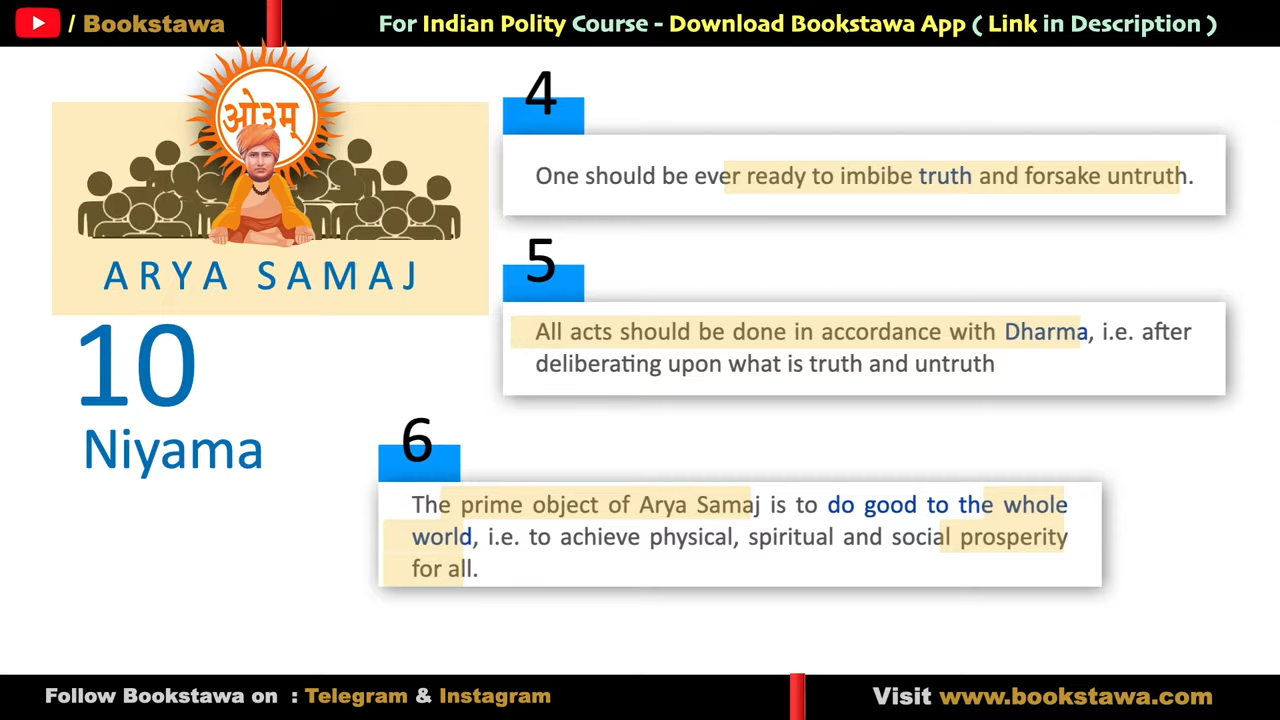 / Bookstawa
For Indian Polity Course - Download Bookstawa App ( Link in Description )
ओ३म्
ARYA SAMAJ
10
Niyama
4
One should be ever ready to imbibe truth and forsake untruth.
5
All acts should be done in accordance with Dharma, i.e. after
deliberating upon what is truth and untruth
6
The prime object of Arya Samaj is to do good to the whole
world, i.e. to achieve physical, spiritual and social prosperity
for all.
Follow Bookstawa on : Telegram & Instagram
Visit www.bookstawa.com